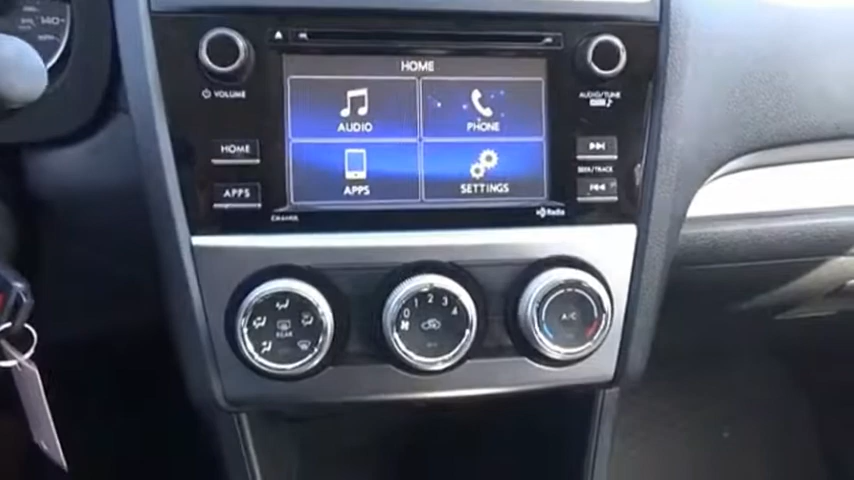 140
HOME
VOLUME
AUDIO/TUNE
AUDIO
PHONE
HOME
APPS
SETTINGS
SEEK/TRACK
APPS
HD Radio
0 1 2 3 4
REAR
A/C